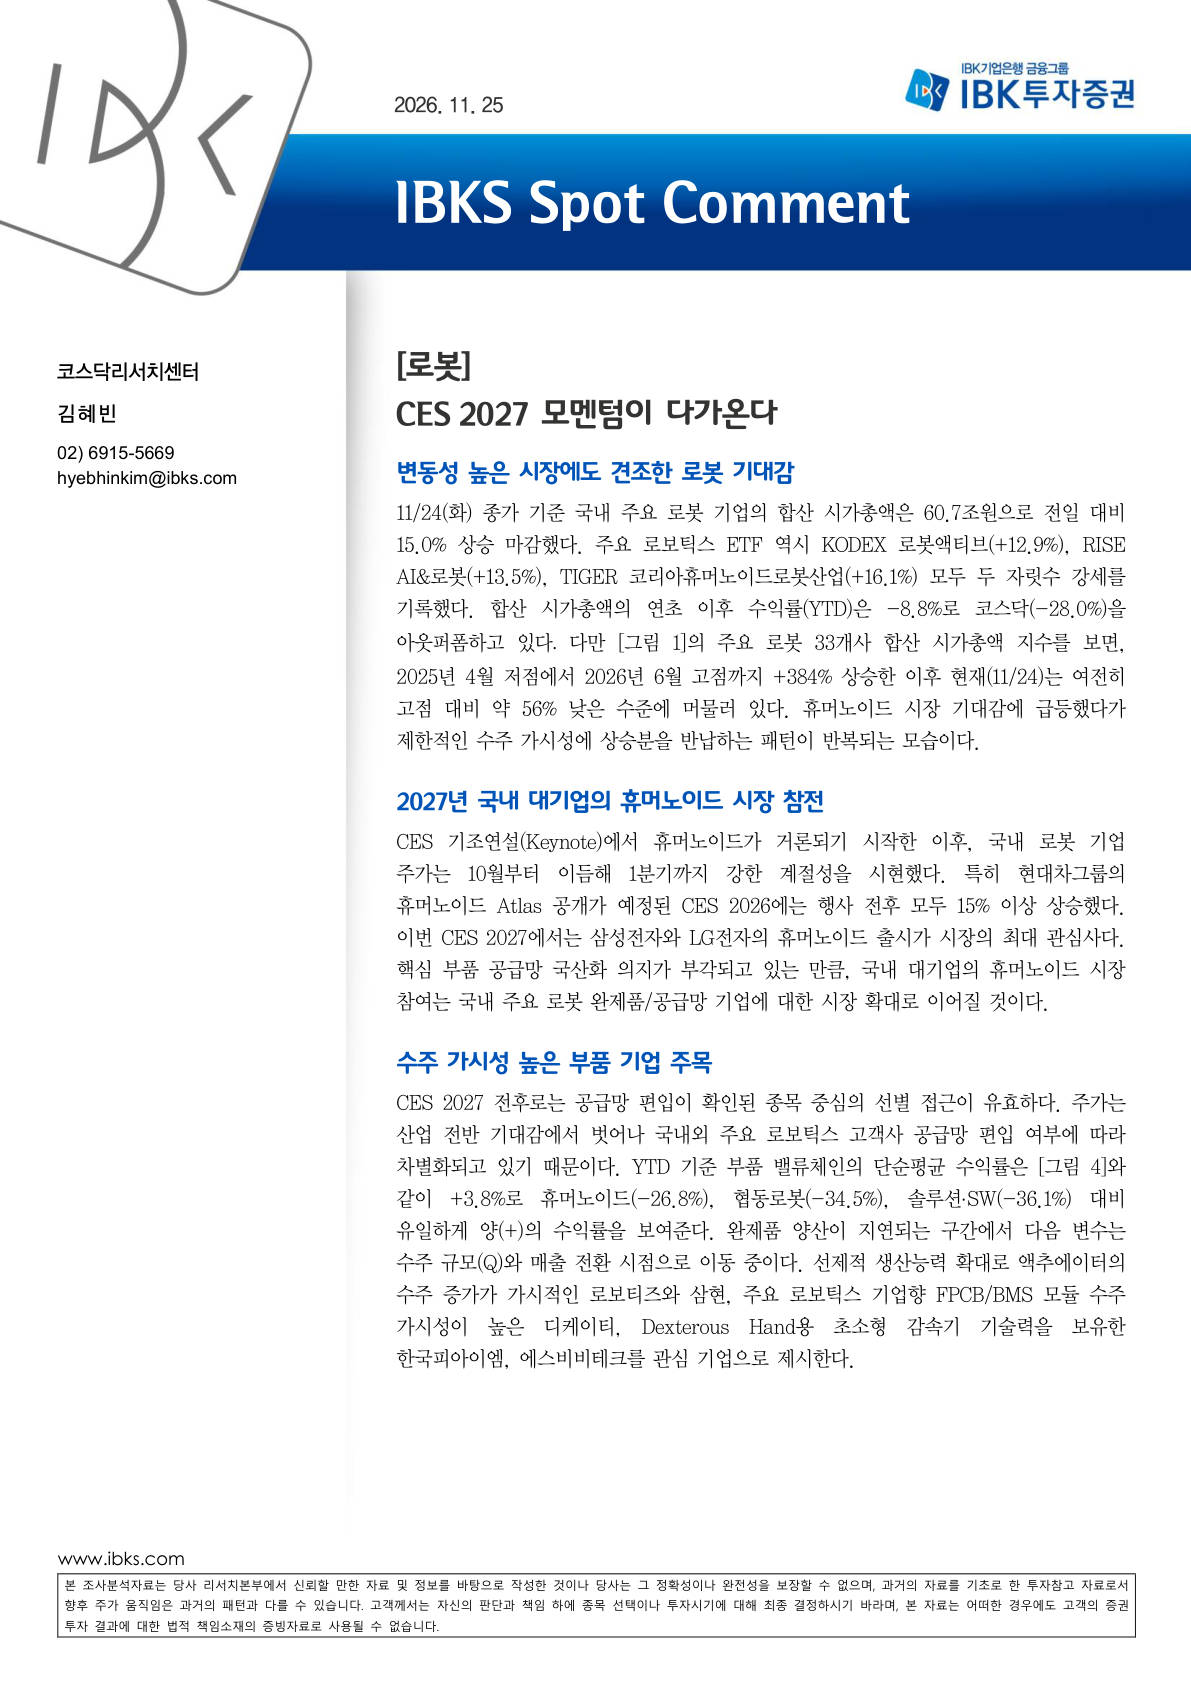 IBK
2026. 11. 25
IBK기업은행 금융그룹
IBK투자증권
IBKS Spot Comment
코스닥리서치센터
김혜빈
02) 6915-5669
hyebhinkim@ibks.com
[로봇]
CES 2027 모멘텀이 다가온다
변동성 높은 시장에도 견조한 로봇 기대감
11/24(화) 종가 기준 국내 주요 로봇 기업의 합산 시가총액은 60.7조원으로 전일 대비
15.0% 상승 마감했다. 주요 로보틱스 ETF 역시 KODEX 로봇액티브(+12.9%), RISE
AI&로봇(+13.5%), TIGER 코리아휴머노이드로봇산업(+16.1%) 모두 두 자릿수 강세를
기록했다. 합산 시가총액의 연초 이후 수익률(YTD)은 -8.8%로 코스닥(-28.0%)을
아웃퍼폼하고 있다. 다만 [그림 1]의 주요 로봇 33개사 합산 시가총액 지수를 보면,
2025년 4월 저점에서 2026년 6월 고점까지 +384% 상승한 이후 현재(11/24)는 여전히
고점 대비 약 56% 낮은 수준에 머물러 있다. 휴머노이드 시장 기대감에 급등했다가
제한적인 수주 가시성에 상승분을 반납하는 패턴이 반복되는 모습이다.
2027년 국내 대기업의 휴머노이드 시장 참전
CES 기조연설(Keynote)에서 휴머노이드가 거론되기 시작한 이후, 국내 로봇 기업
주가는 10월부터 이듬해 1분기까지 강한 계절성을 시현했다. 특히 현대차그룹의
휴머노이드 Atlas 공개가 예정된 CES 2026에는 행사 전후 모두 15% 이상 상승했다.
이번 CES 2027에서는 삼성전자와 LG전자의 휴머노이드 출시가 시장의 최대 관심사다.
핵심 부품 공급망 국산화 의지가 부각되고 있는 만큼, 국내 대기업의 휴머노이드 시장
참여는 국내 주요 로봇 완제품/공급망 기업에 대한 시장 확대로 이어질 것이다.
수주 가시성 높은 부품 기업 주목
CES 2027 전후로는 공급망 편입이 확인된 종목 중심의 선별 접근이 유효하다. 주가는
산업 전반 기대감에서 벗어나 국내외 주요 로보틱스 고객사 공급망 편입 여부에 따라
차별화되고 있기 때문이다. YTD 기준 부품 밸류체인의 단순평균 수익률은 [그림 4]와
같이 +3.8%로 휴머노이드(-26.8%), 협동로봇(-34.5%), 솔루션·SW(-36.1%) 대비
유일하게 양(+)의 수익률을 보여준다. 완제품 양산이 지연되는 구간에서 다음 변수는
수주 규모(Q)와 매출 전환 시점으로 이동 중이다. 선제적 생산능력 확대로 액추에이터의
수주 증가가 가시적인 로보티즈와 삼현, 주요 로보틱스 기업향 FPCB/BMS 모듈 수주
가시성이 높은 디케이티, Dexterous Hand용 초소형 감속기 기술력을 보유한
한국피아이엠, 에스비비테크를 관심 기업으로 제시한다.
www.ibks.com
본 조사분석자료는 당사 리서치본부에서 신뢰할 만한 자료 및 정보를 바탕으로 작성한 것이나 당사는 그 정확성이나 완전성을 보장할 수 없으며, 과거의 자료를 기초로 한 투자참고 자료로서
향후 주가 움직임은 과거의 패턴과 다를 수 있습니다. 고객께서는 자신의 판단과 책임 하에 종목 선택이나 투자시기에 대해 최종 결정하시기 바라며, 본 자료는 어떠한 경우에도 고객의 증권
투자 결과에 대한 법적 책임소재의 증빙자료로 사용될 수 없습니다.